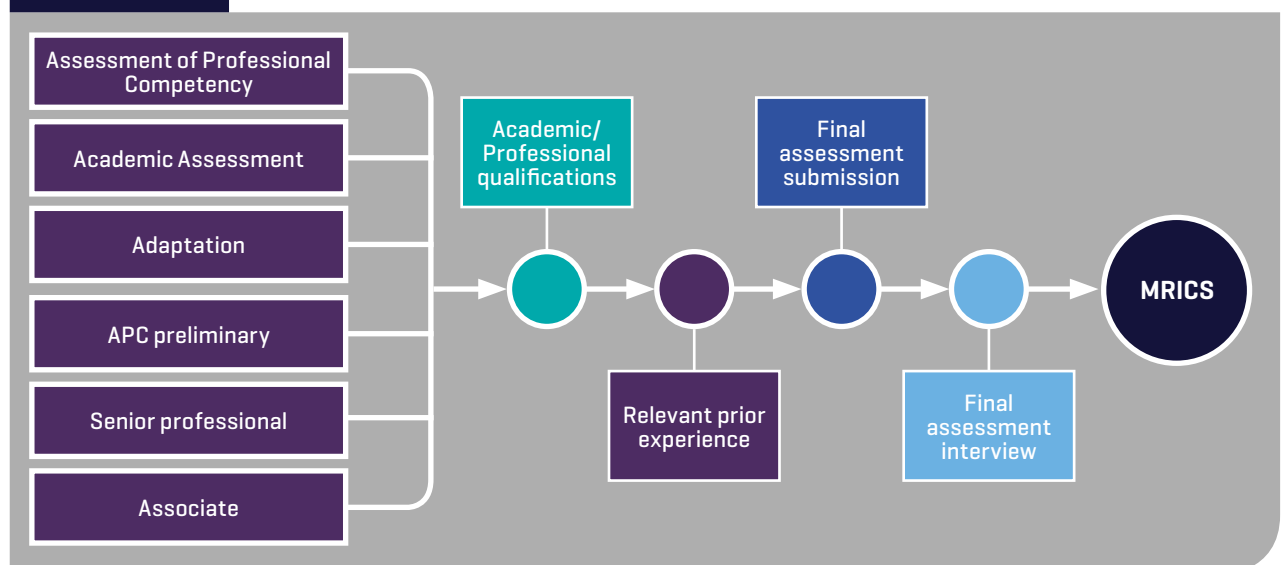 Assessment of Professional
Competency
Academic Assessment
Adaptation
APC preliminary
Senior professional
Associate
Academic/
Professional
qualifications
Relevant prior
experience
Final
assessment
submission
Final
assessment
interview
MRICS